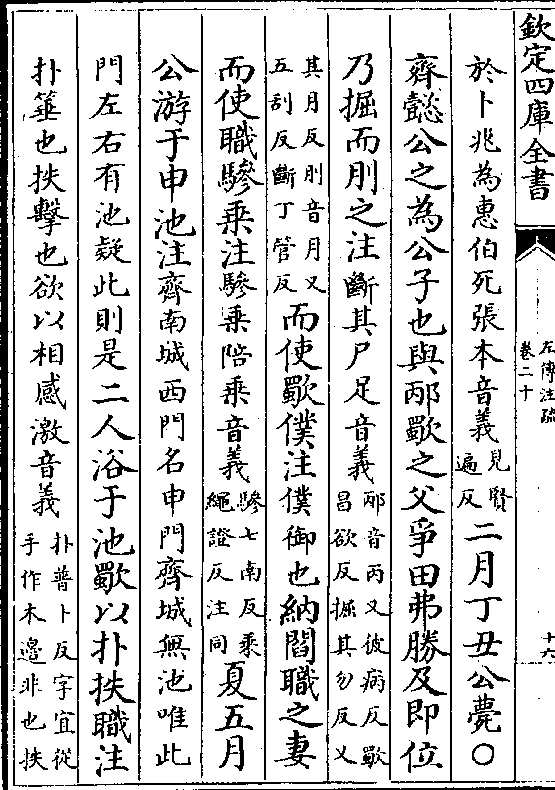 欽定四庫全書
左傳注疏
卷二十
十六
於卜兆為惠伯死張本音義見賢遍反二月丁丑公薨○
齊懿公之為公子也與邴歜之父爭田弗勝及即位
乃掘而刖之注斷其尸足音義邴音丙又彼病反歜昌欲反掘其勿反又
其月反刖音月又五刮反斷丁管反而使歜僕注僕御也納閻職之妻
而使職驂乗注驂乗陪乗音義驂七南反乗繩證反注同夏五月
公游于申池注齊南城西門名申門齊城無池唯此
門左右有池疑此則是二人浴于池歜以扑抶職注
扑箠也抶擊也欲以相感激音義扑普卜反字宜從手作木邉非也抶